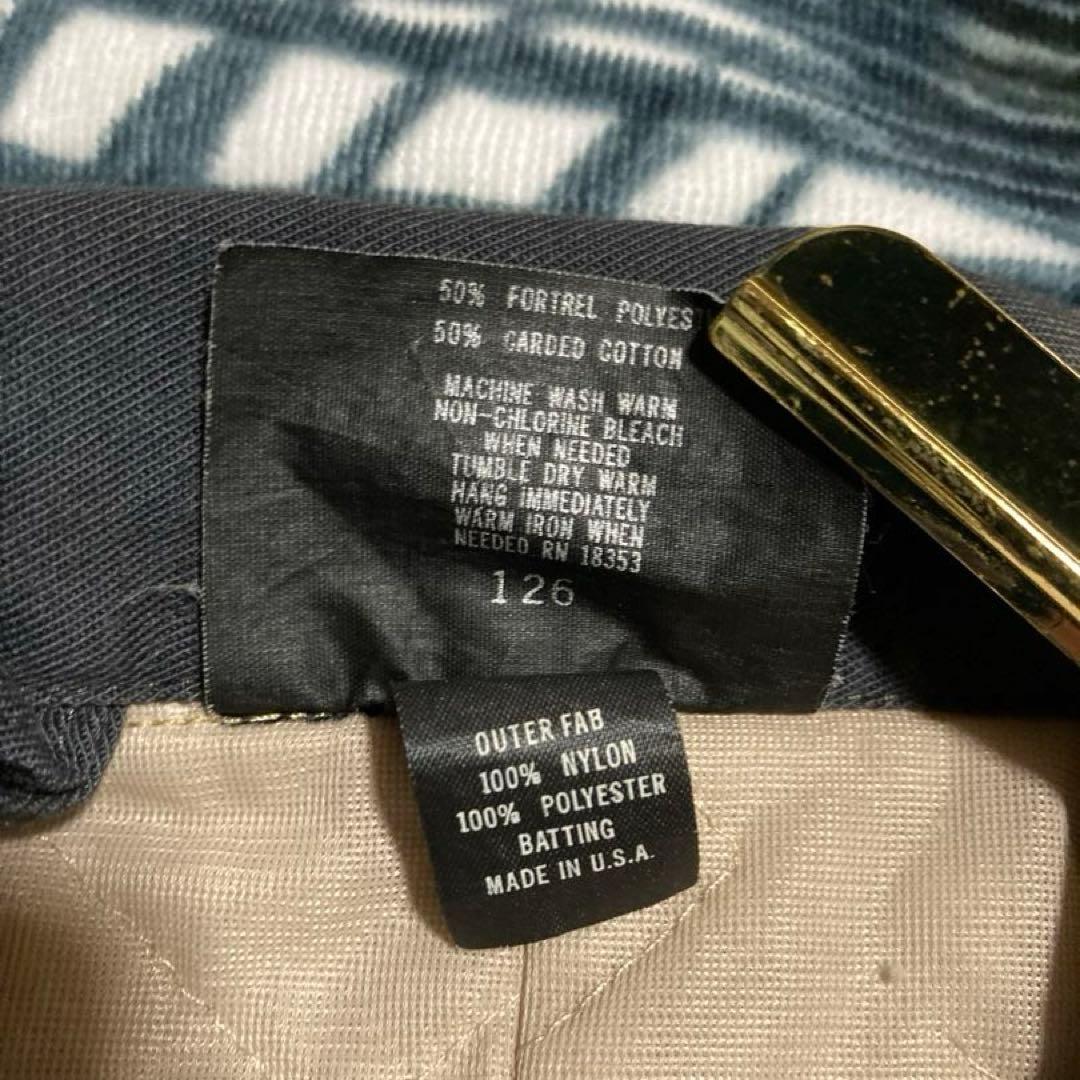 50% FORTREL POLYES
50% CARDED COTTON
MACHINE WASH WARM
NON-CHLORINE BLEACH
WHEN NEEDED
TUMBLE DRY WARM
HANG IMMEDIATELY
WARM IRON WHEN
NEEDED RN 18353
126
OUTER FAB
100% NYLON
100% POLYESTER
BATTING
MADE IN U.S.A.